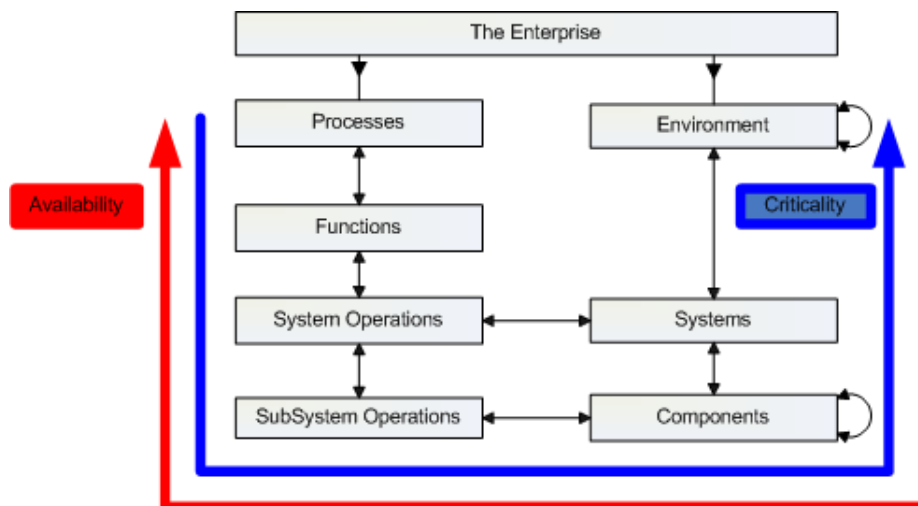 The Enterprise
Processes
Environment
Availability
Criticality
Functions
System Operations
Systems
SubSystem Operations
Components